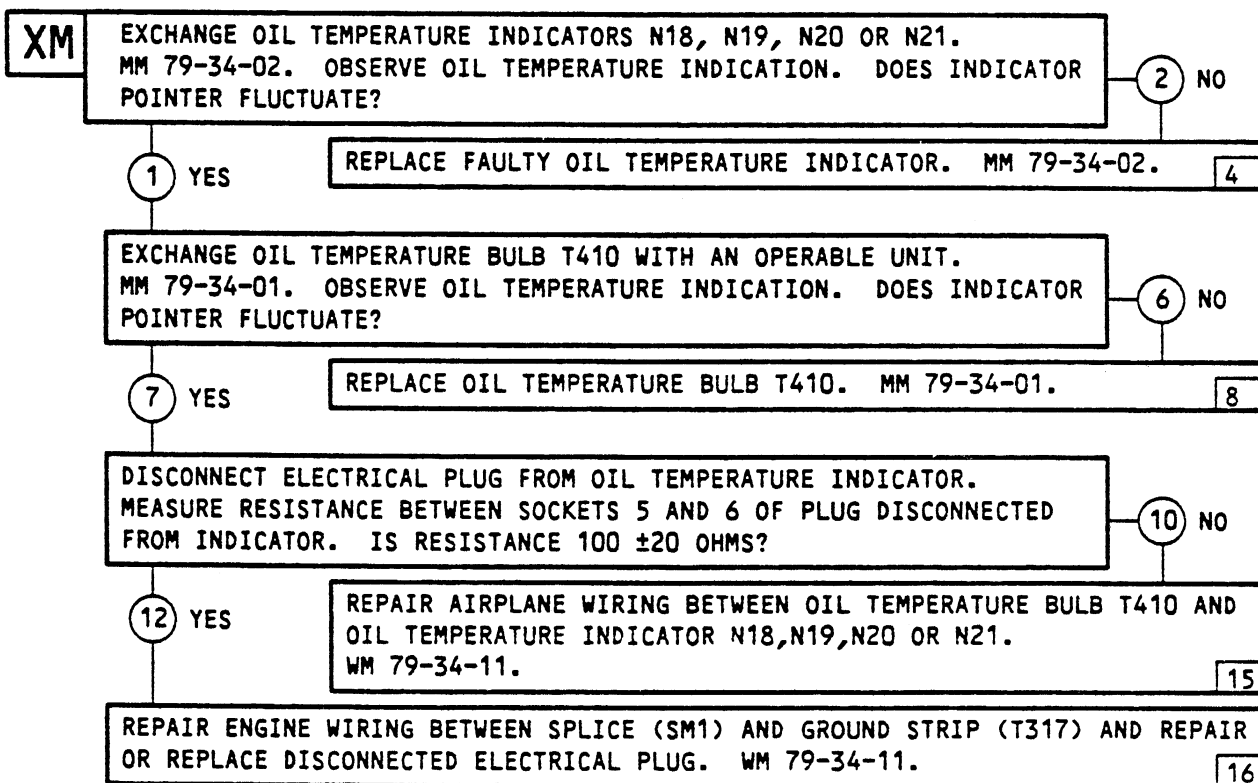 XM
EXCHANGE OIL TEMPERATURE INDICATORS N18, N19, N20 OR N21.
MM 79-34-02. OBSERVE OIL TEMPERATURE INDICATION. DOES INDICATOR
POINTER FLUCTUATE?
2 NO
1 YES
REPLACE FAULTY OIL TEMPERATURE INDICATOR. MM 79-34-02.
4
EXCHANGE OIL TEMPERATURE BULB T410 WITH AN OPERABLE UNIT.
MM 79-34-01. OBSERVE OIL TEMPERATURE INDICATION. DOES INDICATOR
POINTER FLUCTUATE?
6 NO
7 YES
REPLACE OIL TEMPERATURE BULB T410. MM 79-34-01.
8
DISCONNECT ELECTRICAL PLUG FROM OIL TEMPERATURE INDICATOR.
MEASURE RESISTANCE BETWEEN SOCKETS 5 AND 6 OF PLUG DISCONNECTED
FROM INDICATOR. IS RESISTANCE 100 ±20 OHMS?
10 NO
12 YES
REPAIR AIRPLANE WIRING BETWEEN OIL TEMPERATURE BULB T410 AND
OIL TEMPERATURE INDICATOR N18,N19,N20 OR N21.
WM 79-34-11.
15
REPAIR ENGINE WIRING BETWEEN SPLICE (SM1) AND GROUND STRIP (T317) AND REPAIR
OR REPLACE DISCONNECTED ELECTRICAL PLUG. WM 79-34-11.
16